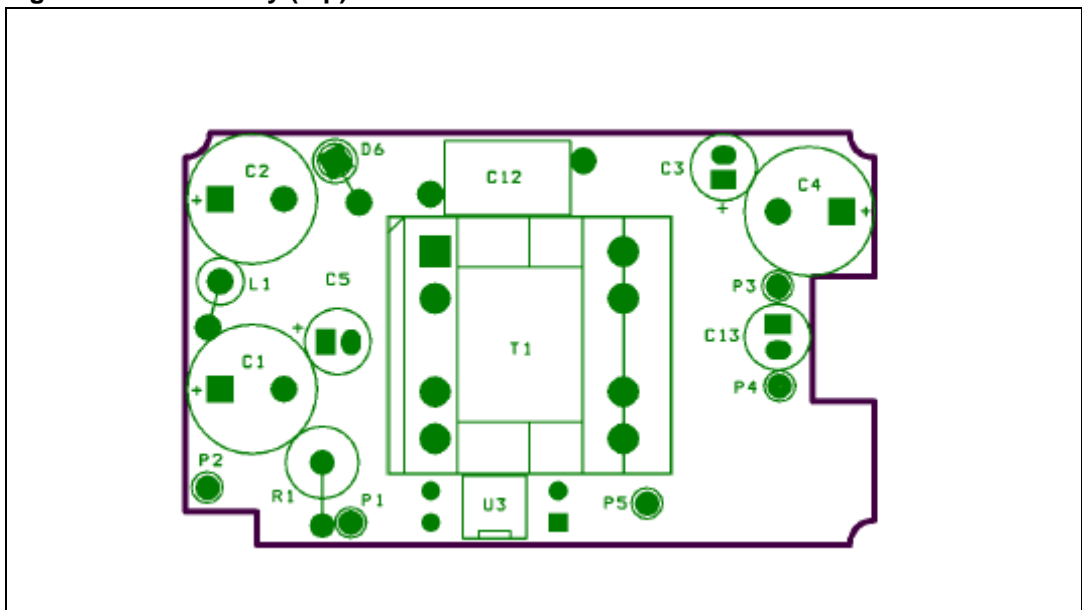 D6
C2
C12
C3
C4
+
+
+
L1
C5
P3
+
C13
T1
C1
P4
+
P2
R1
P1
U3
P5